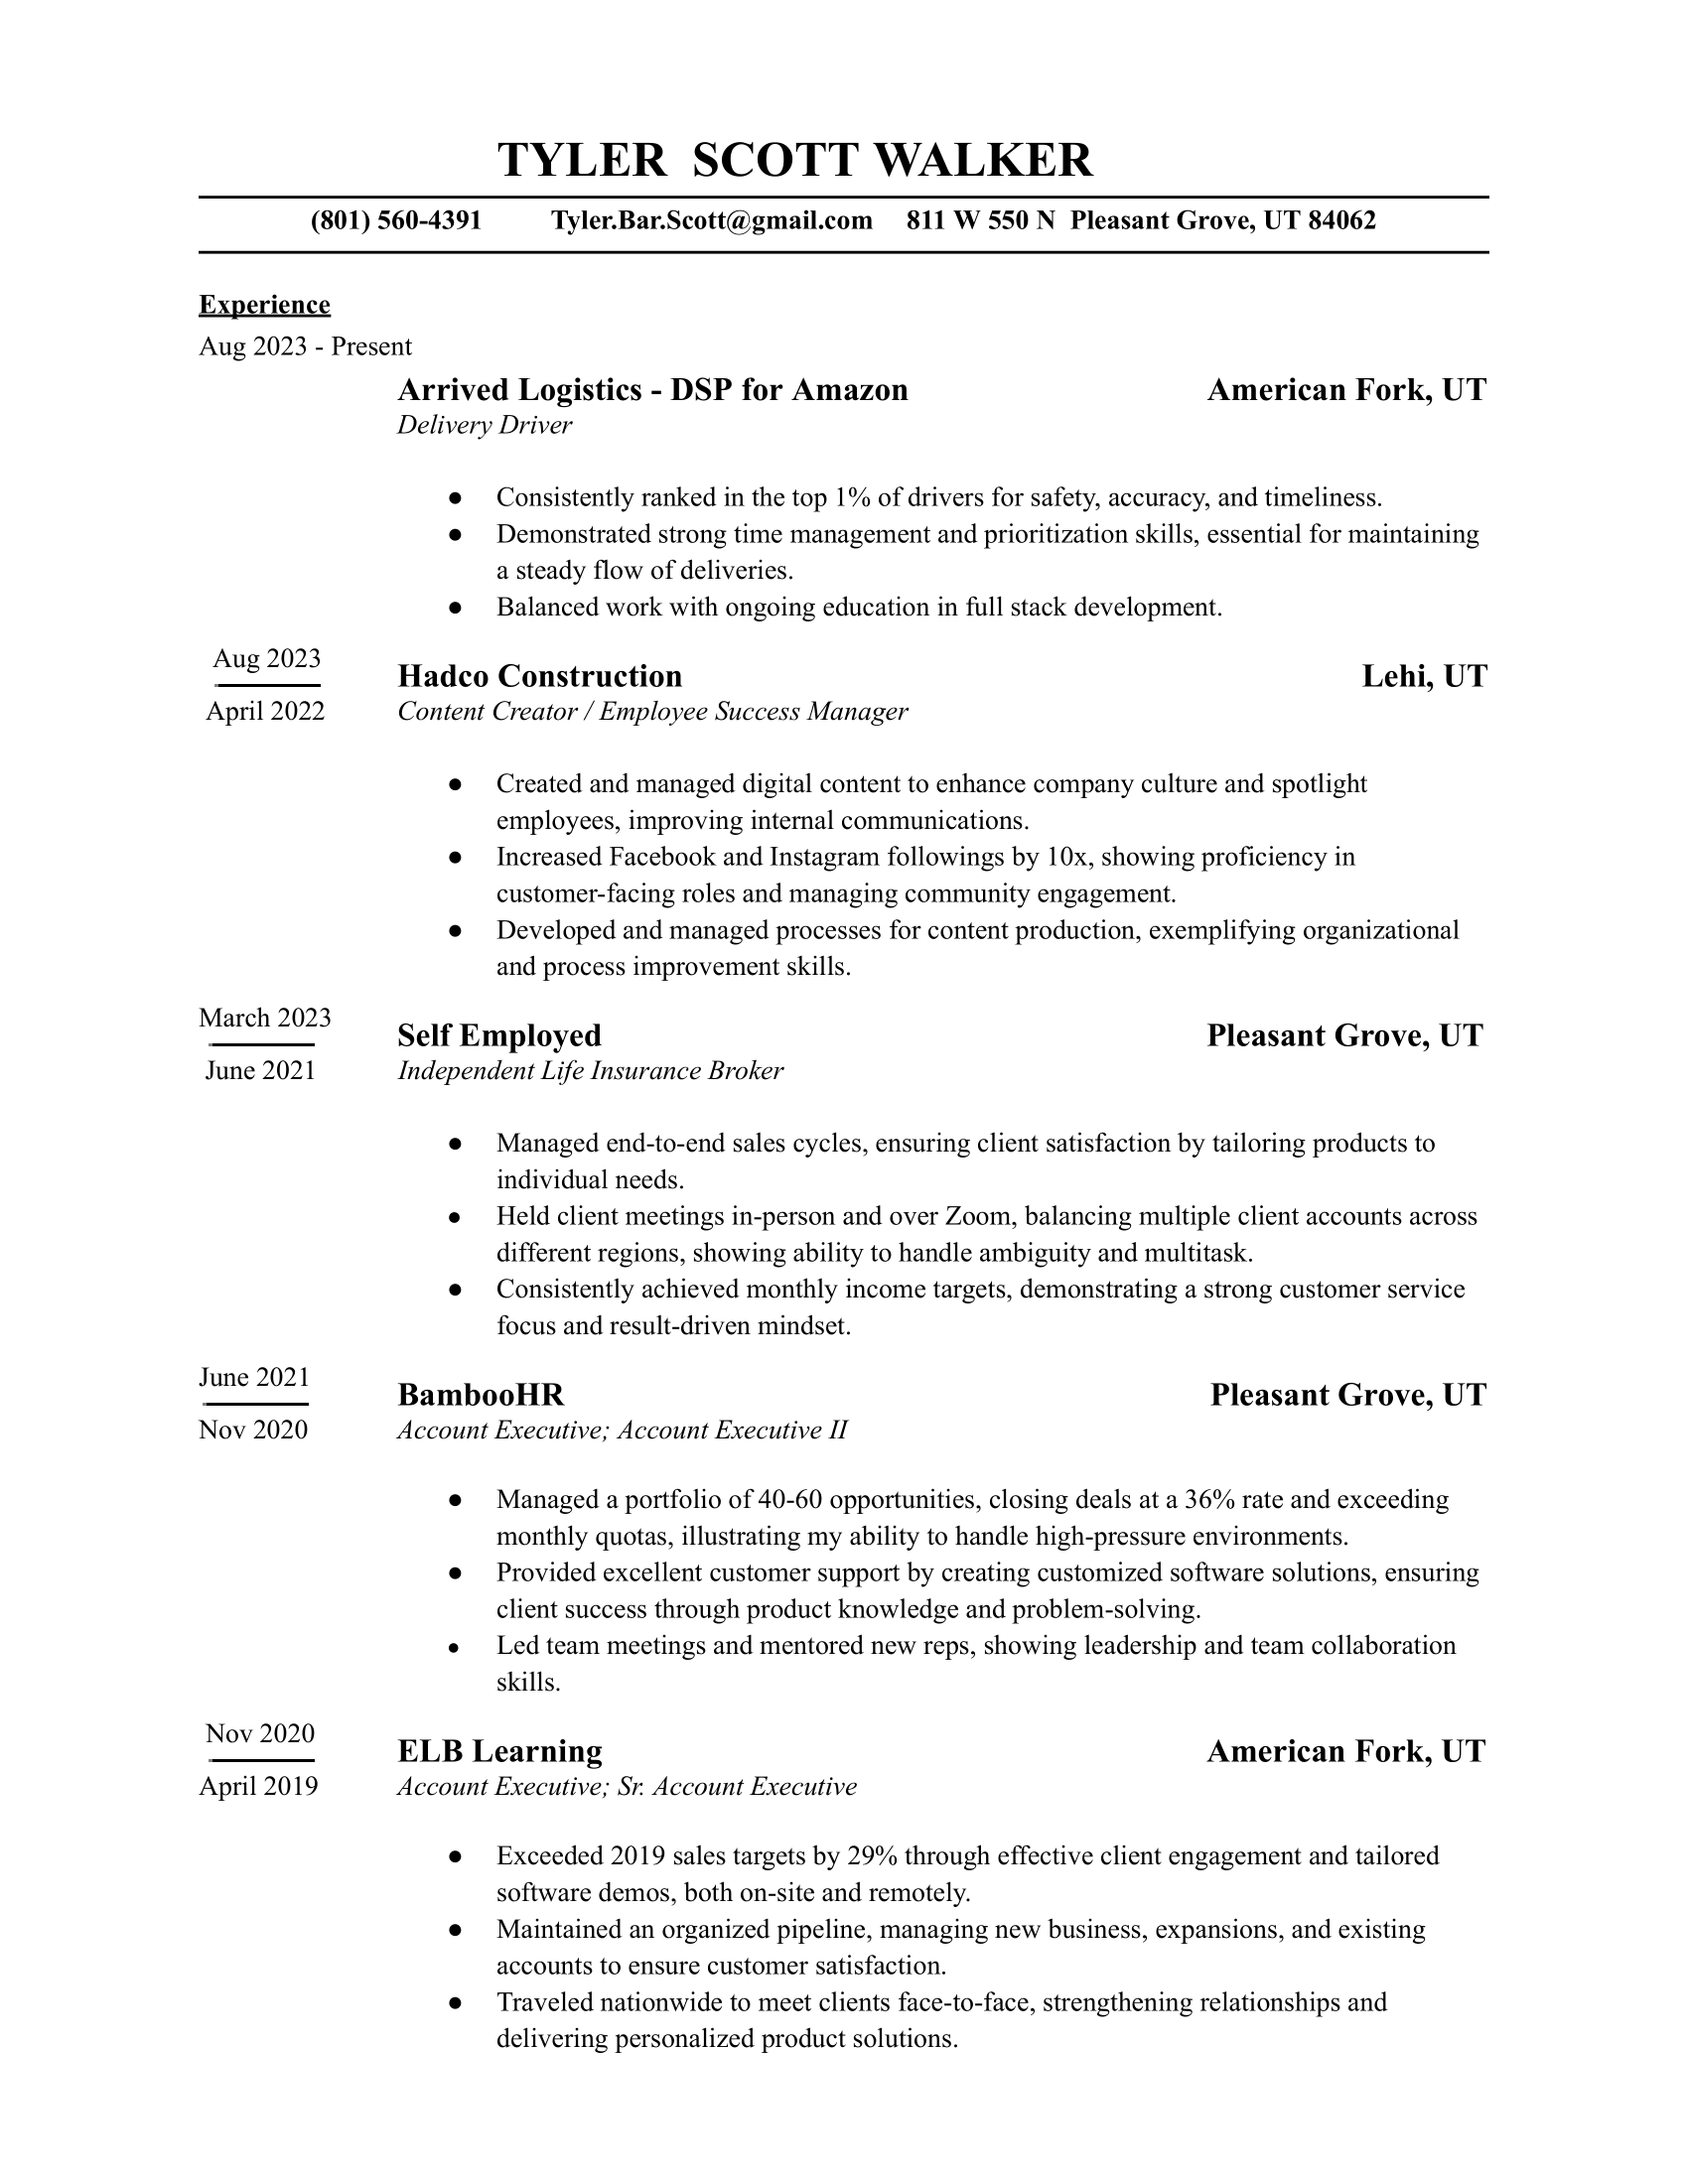 TYLER SCOTT WALKER
(801) 560-4391 Tyler.Bar.Scott@gmail.com 811 W 550 N Pleasant Grove, UT 84062
Experience
Aug 2023 - Present
Arrived Logistics - DSP for Amazon American Fork, UT
Delivery Driver
● Consistently ranked in the top 1% of drivers for safety, accuracy, and timeliness.
● Demonstrated strong time management and prioritization skills, essential for maintaining
a steady flow of deliveries.
● Balanced work with ongoing education in full stack development.
Aug 2023
Hadco Construction Lehi, UT
April 2022 Content Creator / Employee Success Manager
● Created and managed digital content to enhance company culture and spotlight
employees, improving internal communications.
● Increased Facebook and Instagram followings by 10x, showing proficiency in
customer-facing roles and managing community engagement.
● Developed and managed processes for content production, exemplifying organizational
and process improvement skills.
March 2023
Self Employed Pleasant Grove, UT
June 2021 Independent Life Insurance Broker
● Managed end-to-end sales cycles, ensuring client satisfaction by tailoring products to
individual needs.
● Held client meetings in-person and over Zoom, balancing multiple client accounts across
different regions, showing ability to handle ambiguity and multitask.
● Consistently achieved monthly income targets, demonstrating a strong customer service
focus and result-driven mindset.
June 2021
BambooHR Pleasant Grove, UT
Nov 2020 Account Executive; Account Executive II
● Managed a portfolio of 40-60 opportunities, closing deals at a 36% rate and exceeding
monthly quotas, illustrating my ability to handle high-pressure environments.
● Provided excellent customer support by creating customized software solutions, ensuring
client success through product knowledge and problem-solving.
● Led team meetings and mentored new reps, showing leadership and team collaboration
skills.
Nov 2020
ELB Learning American Fork, UT
April 2019 Account Executive; Sr. Account Executive
● Exceeded 2019 sales targets by 29% through effective client engagement and tailored
software demos, both on-site and remotely.
● Maintained an organized pipeline, managing new business, expansions, and existing
accounts to ensure customer satisfaction.
● Traveled nationwide to meet clients face-to-face, strengthening relationships and
delivering personalized product solutions.